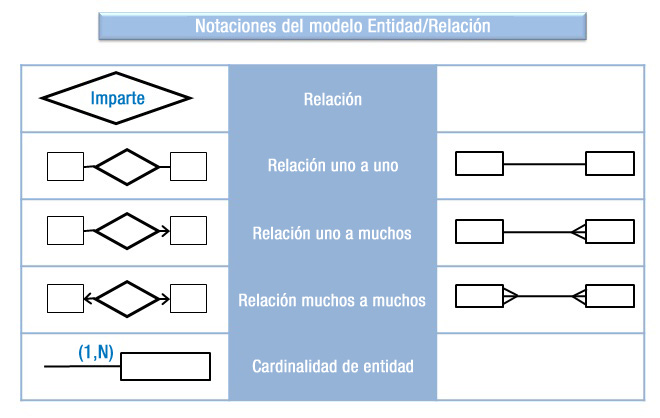 Notaciones del modelo Entidad/Relación
Imparte
Relación
Relación uno a uno
Relación uno a muchos
Relación muchos a muchos
(1,N)
Cardinalidad de entidad